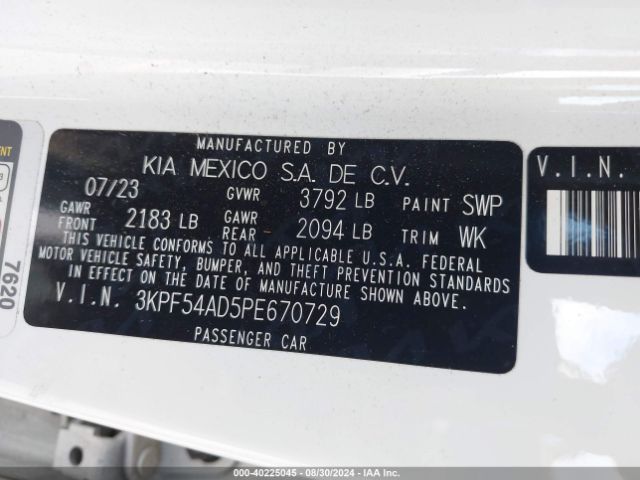 MANUFACTURED BY
KIA MEXICO S.A. DE C.V.
07/23 GVWR 3792 LB PAINT SWP
GAWR FRONT 2183 LB GAWR REAR 2094 LB TRIM WK
THIS VEHICLE CONFORMS TO ALL APPLICABLE U.S.A. FEDERAL
MOTOR VEHICLE SAFETY, BUMPER, AND THEFT PREVENTION STANDARDS
IN EFFECT ON THE DATE OF MANUFACTURE SHOWN ABOVE.
V.I.N. 3KPF54AD5PE670729
PASSENGER CAR
V.I.N.
7620
000-40225045 - 08/30/2024 - IAA Inc.